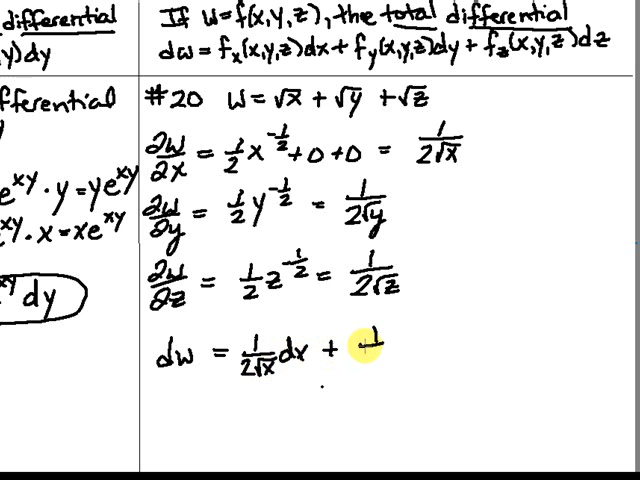 differential
y)dy
fferential
y
e^{xy} · y = ye^{xy}
e^{xy} · x = xe^{xy}
xy dy
If w=f(x,y,z), the total differential
dw = f_x(x,y,z)dx + f_y(x,y,z)dy + f_z(x,y,z)dz
#20 w = √x + √y + √z
∂w/∂x = 1/2 x^{-1/2} + 0 + 0 = 1/(2√x)
∂w/∂y = 1/2 y^{-1/2} = 1/(2√y)
∂w/∂z = 1/2 z^{-1/2} = 1/(2√z)
dw = 1/(2√x) dx + 1